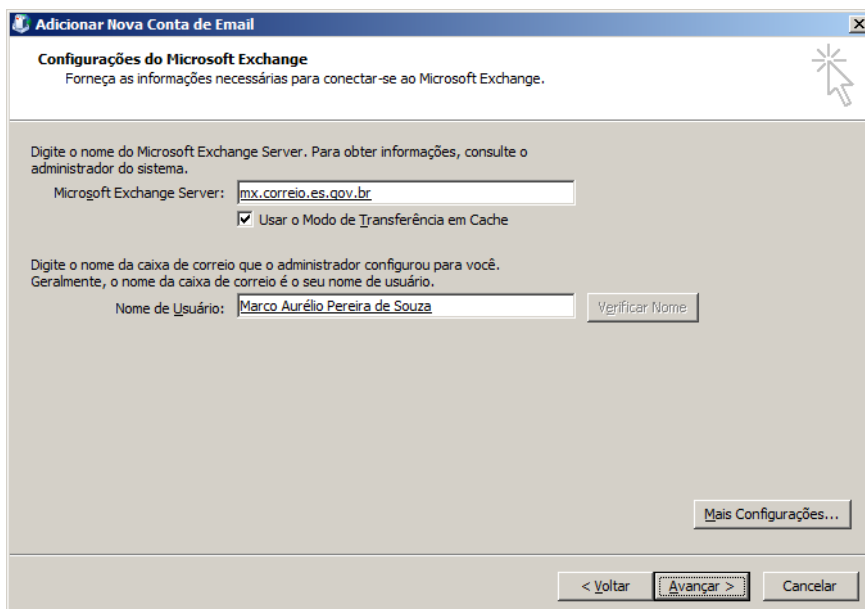 Adicionar Nova Conta de Email
Configurações do Microsoft Exchange
Forneça as informações necessárias para conectar-se ao Microsoft Exchange.
Digite o nome do Microsoft Exchange Server. Para obter informações, consulte o
administrador do sistema.
Microsoft Exchange Server: mx.correio.es.gov.br
Usar o Modo de Transferência em Cache
Digite o nome da caixa de correio que o administrador configurou para você.
Geralmente, o nome da caixa de correio é o seu nome de usuário.
Nome de Usuário: Marco Aurélio Pereira de Souza Verificar Nome
Mais Configurações...
< Voltar Avançar > Cancelar